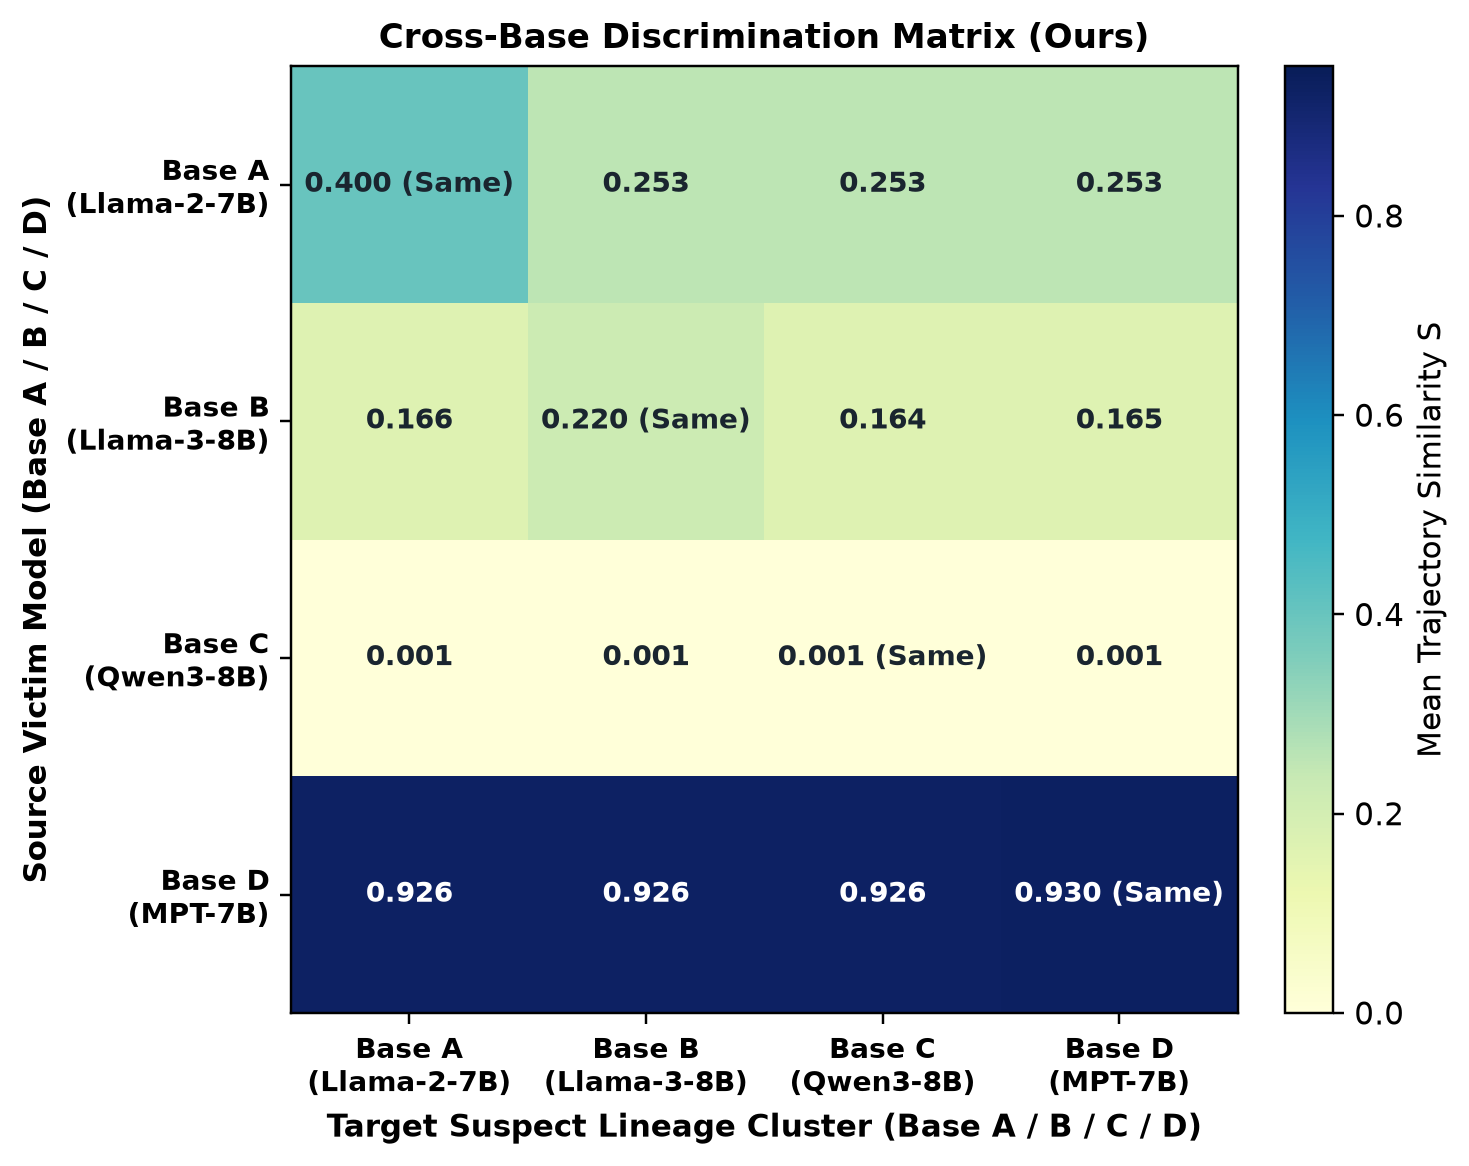 Cross-Base Discrimination Matrix (Ours)
Source Victim Model (Base A / B / C / D)
Base A
(Llama-2-7B)
0.400 (Same)
0.253
0.253
0.253
Base B
(Llama-3-8B)
0.166
0.220 (Same)
0.164
0.165
Base C
(Qwen3-8B)
0.001
0.001
0.001 (Same)
0.001
Base D
(MPT-7B)
0.926
0.926
0.926
0.930 (Same)
Base A
(Llama-2-7B)
Base B
(Llama-3-8B)
Base C
(Qwen3-8B)
Base D
(MPT-7B)
Target Suspect Lineage Cluster (Base A / B / C / D)
0.8
0.6
0.4
0.2
0.0
Mean Trajectory Similarity S